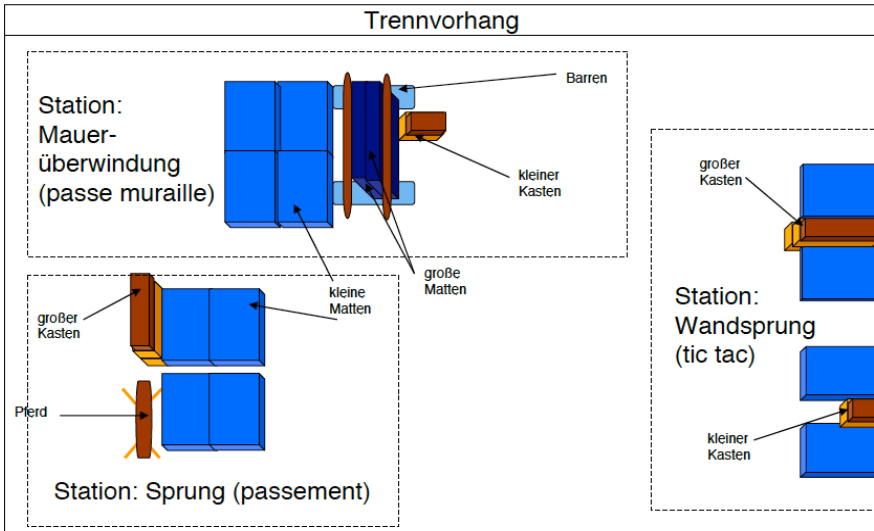 Trennvorhang
Station:
Mauer-
überwindung
(passe muraille)
Barren
kleiner
Kasten
große
Matten
kleine
Matten
großer
Kasten
Pferd
Station: Sprung (passement)
großer
Kasten
Station:
Wandsprung
(tic tac)
kleiner
Kasten